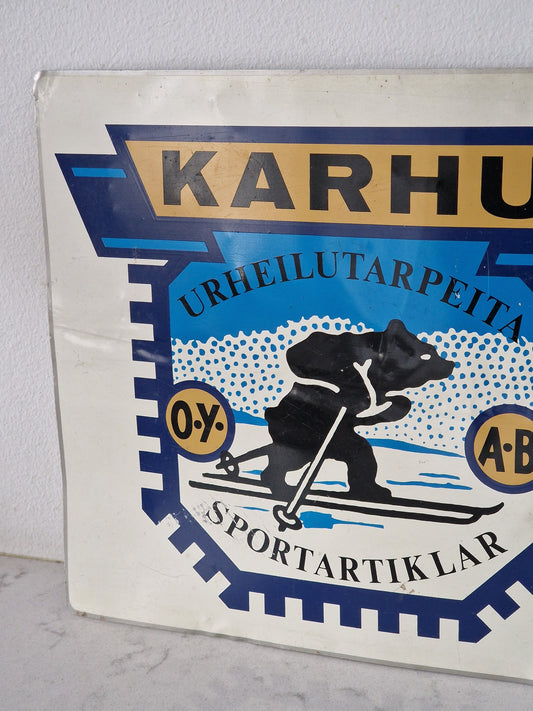 KARHU
URHEILUTARPEITA
O·Y·
A·B
SPORTARTIKLAR